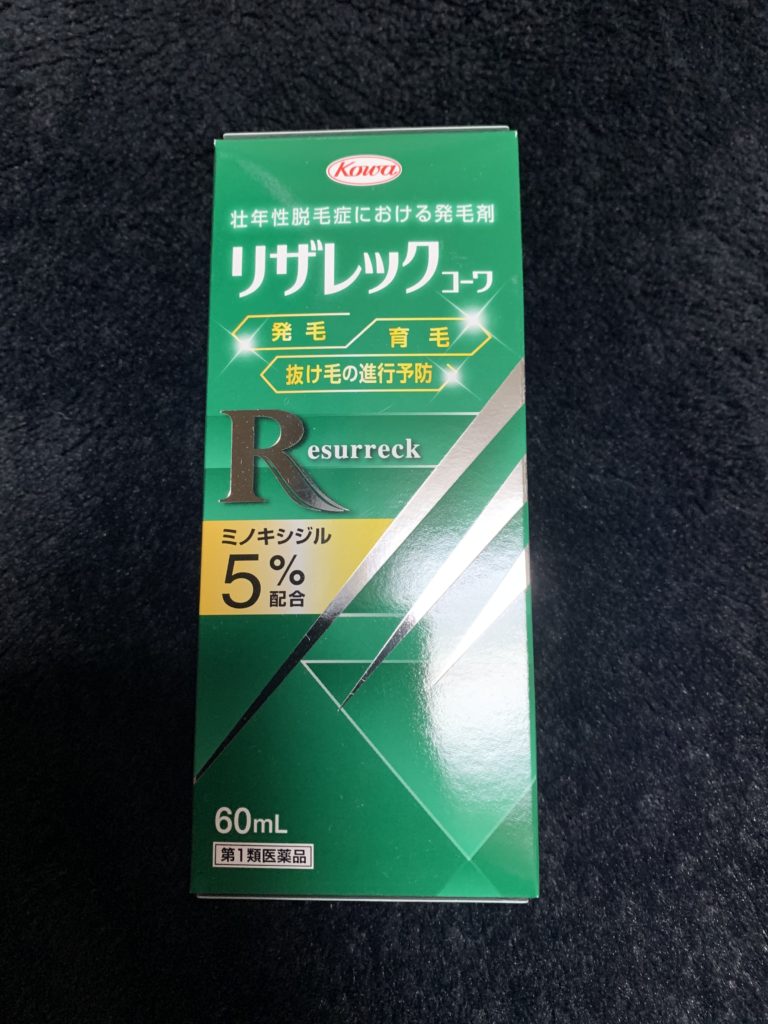 Kowa
壮年性脱毛症における発毛剤
リザレックコーワ
発毛
育毛
抜け毛の進行予防
Resurreck
ミノキシジル
5%配合
60mL
第1類医薬品